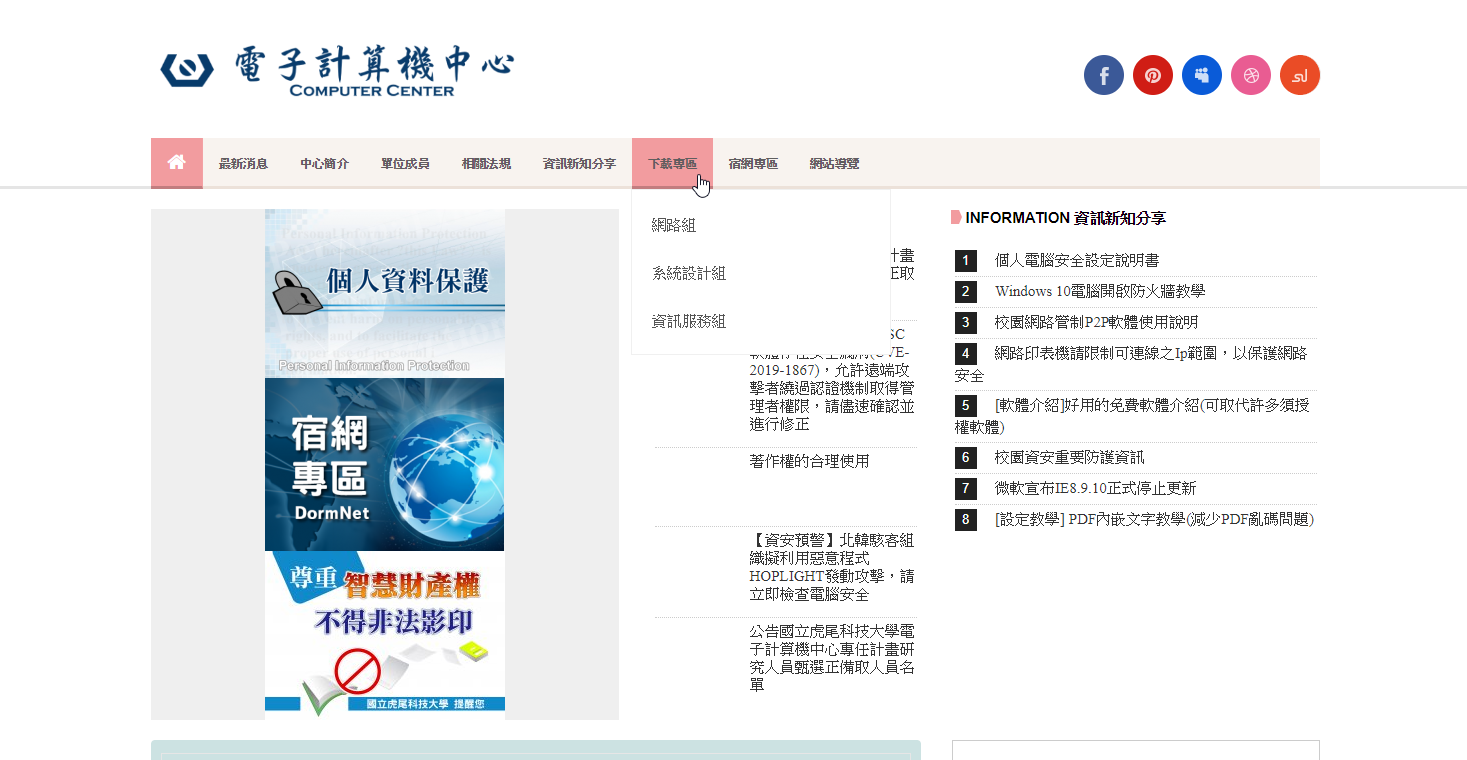 電子計算機中心
COMPUTER CENTER
最新消息
中心簡介
單位成員
相關法規
資訊新知分享
下載專區
宿網專區
網站導覽
網路組
系統設計組
資訊服務組
個人資料保護
Personal Information Protection
宿網
專區
DormNet
尊重 智慧財產權
不得非法影印
國立虎尾科技大學 提醒您
計畫
正取
SC
2019-1867)，允許遠端攻
擊者繞過認證機制取得管
理者權限，請儘速確認並
進行修正
著作權的合理使用
【資安預警】北韓駭客組
織擬利用惡意程式
HOPLIGHT發動攻擊，請
立即檢查電腦安全
公告國立虎尾科技大學電
子計算機中心專任計畫研
究人員甄選正備取人員名
單
INFORMATION 資訊新知分享
1 個人電腦安全設定說明書
2 Windows 10電腦開啟防火牆教學
3 校園網路管制P2P軟體使用說明
4 網路印表機請限制可連線之Ip範圍，以保護網路
安全
5 [軟體介紹]好用的免費軟體介紹(可取代許多須授
權軟體)
6 校園資安重要防護資訊
7 微軟宣布IE8.9.10正式停止更新
8 [設定教學] PDF內嵌文字教學(減少PDF亂碼問題)